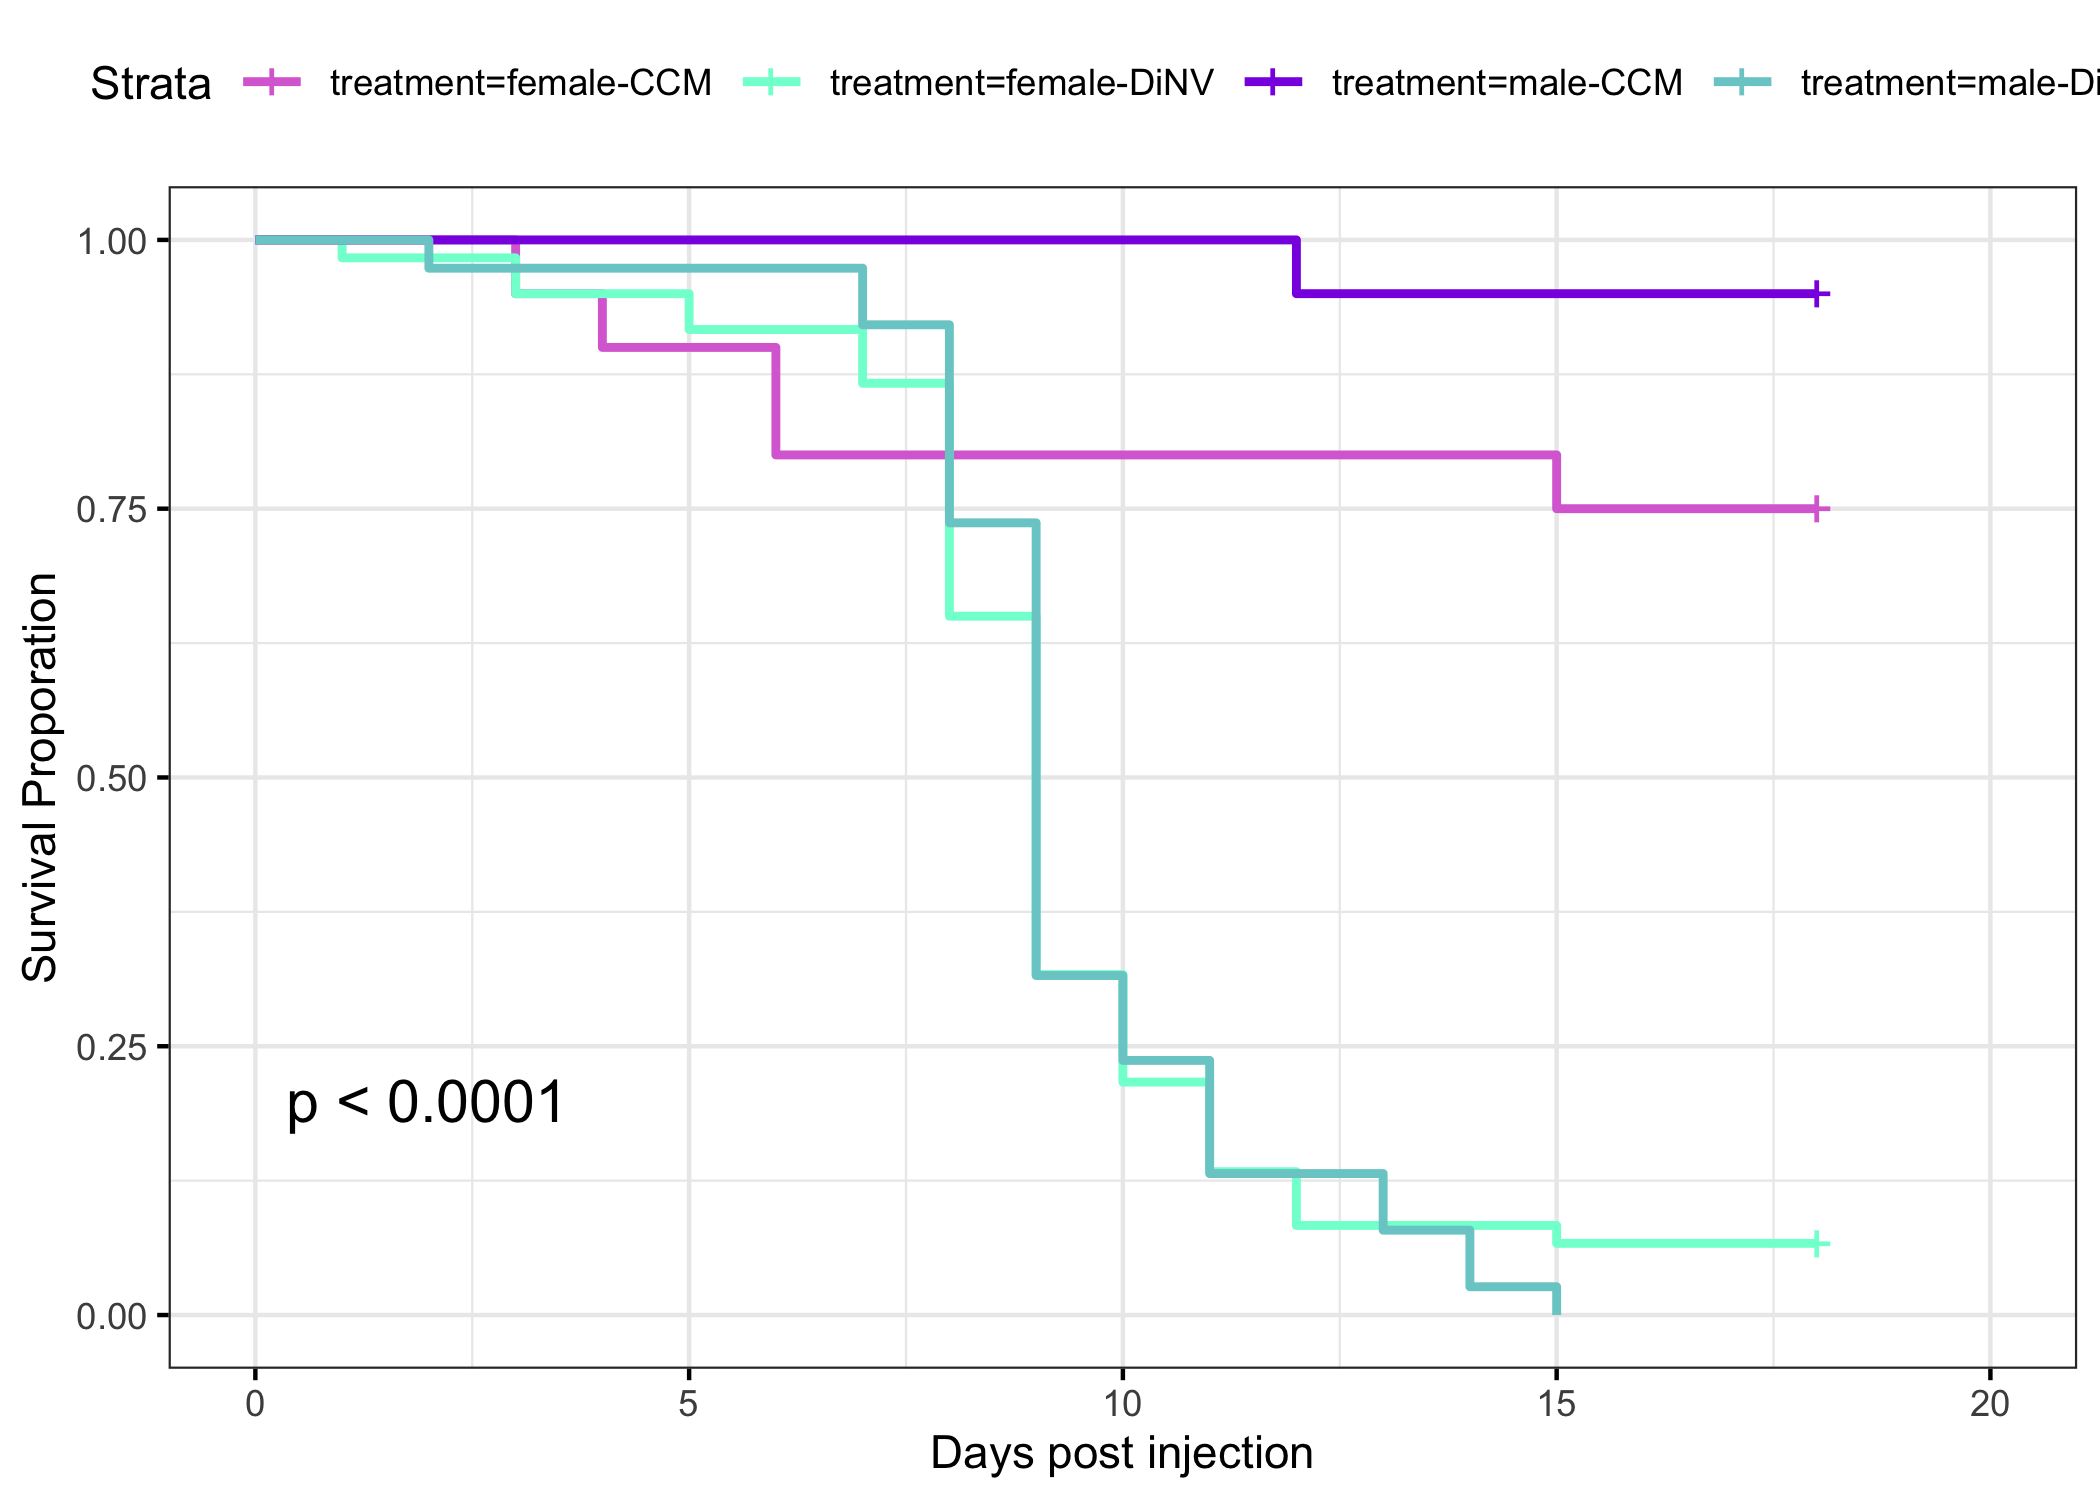 Strata treatment=female-CCM treatment=female-DiNV treatment=male-CCM treatment=male-Di
1.00
0.75
0.50
0.25
0.00
Survival Proporation
p < 0.0001
0 5 10 15 20
Days post injection